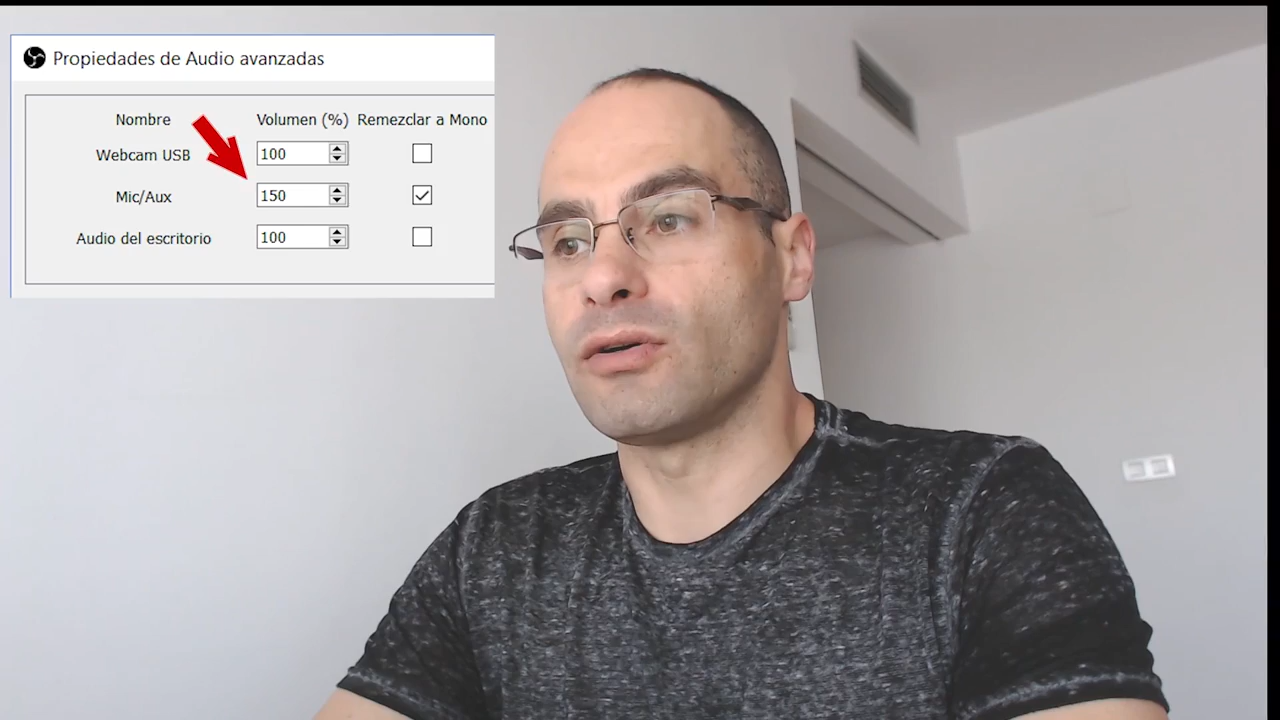 Propiedades de Audio avanzadas
Nombre Volumen (%) Remezclar a Mono
Webcam USB 100
Mic/Aux 150
Audio del escritorio 100